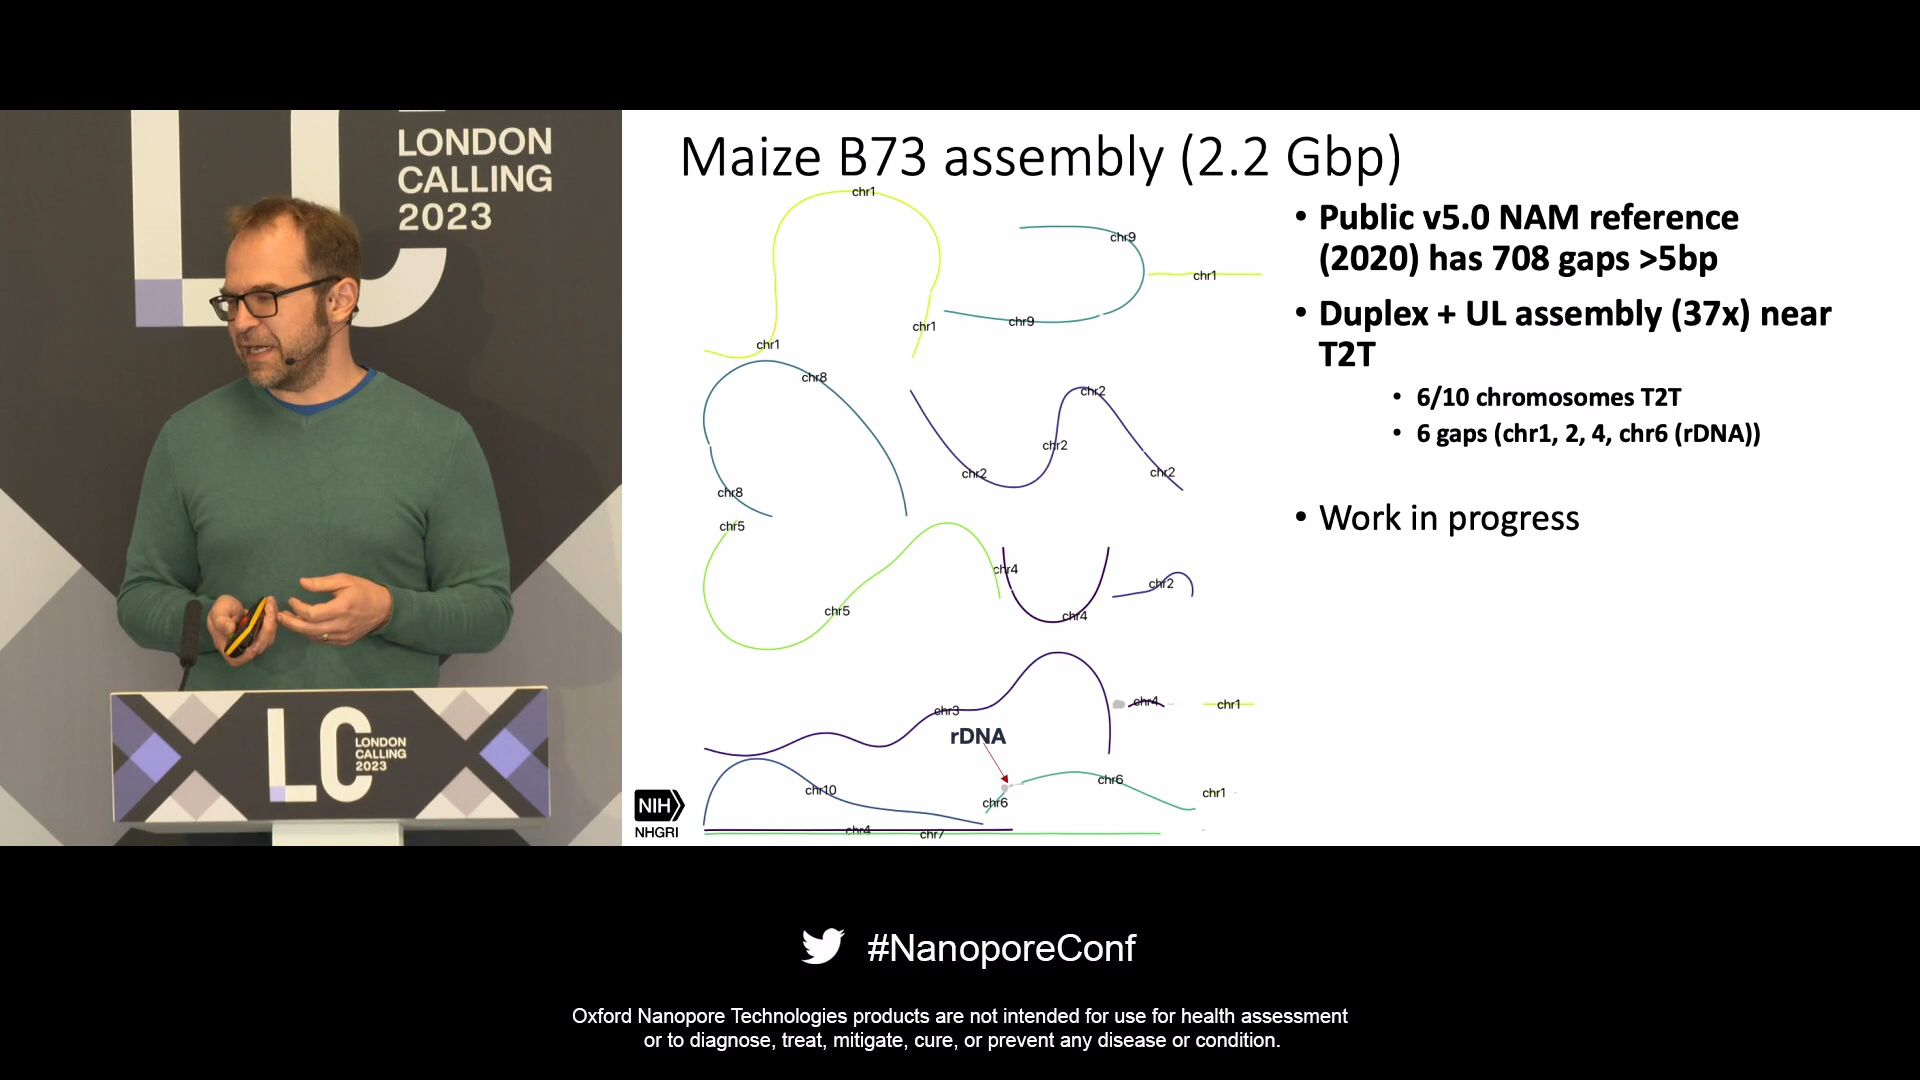 LONDON
CALLING
2023
LC
LONDON
CALLING
2023
Maize B73 assembly (2.2 Gbp)
chr1
chr9
chr1
chr9
chr1
chr1
chr8
chr2
chr2
chr2
chr2
chr8
chr5
chr4
chr2
chr5
chr4
chr3
chr4
chr1
rDNA
chr6
chr10
chr1
chr6
chr4
chr7
NIH
NHGRI
• Public v5.0 NAM reference
(2020) has 708 gaps >5bp
• Duplex + UL assembly (37x) near
T2T
• 6/10 chromosomes T2T
• 6 gaps (chr1, 2, 4, chr6 (rDNA))
• Work in progress
#NanoporeConf
Oxford Nanopore Technologies products are not intended for use for health assessment
or to diagnose, treat, mitigate, cure, or prevent any disease or condition.